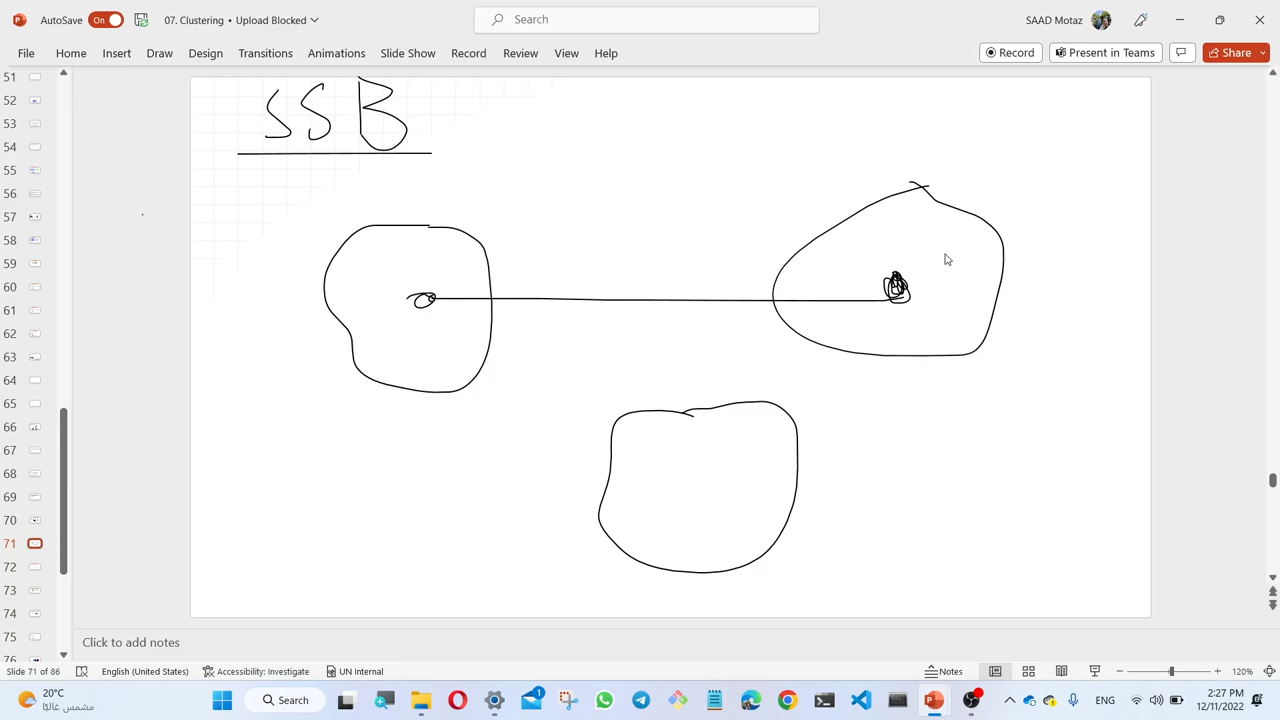 AutoSave On 07. Clustering • Upload Blocked Search SAAD Motaz
File Home Insert Draw Design Transitions Animations Slide Show Record Review View Help Record Present in Teams Share
51
52
53
54
55
56
57
58
59
60
61
62
63
64
65
66
67
68
69
70
71
72
73
74
75
76
SSB
Click to add notes
Slide 71 of 86 English (United States) Accessibility: Investigate UN Internal Notes 120%
20°C
مشمس غالبًا
Search
1
ENG
2:27 PM
12/11/2022